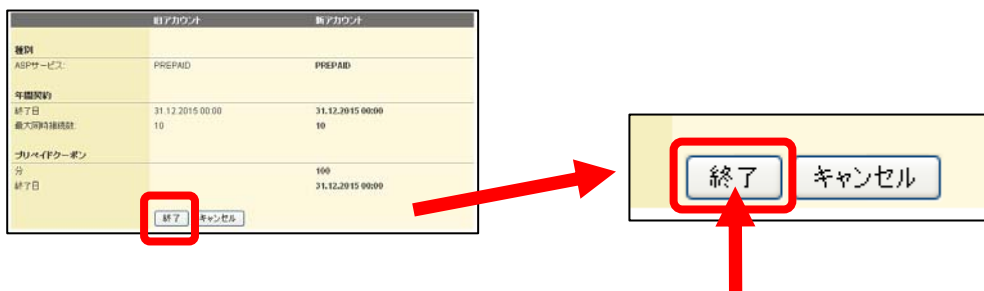 旧アカウント 新アカウント
種別
ASPサービス: PREPAID PREPAID
年間契約
終了日 31.12.2015 00:00 31.12.2015 00:00
最大同時接続数: 10 10
プリペイドクーポン
分 100
終了日 31.12.2015 00:00
終了 キャンセル
終了 キャンセル